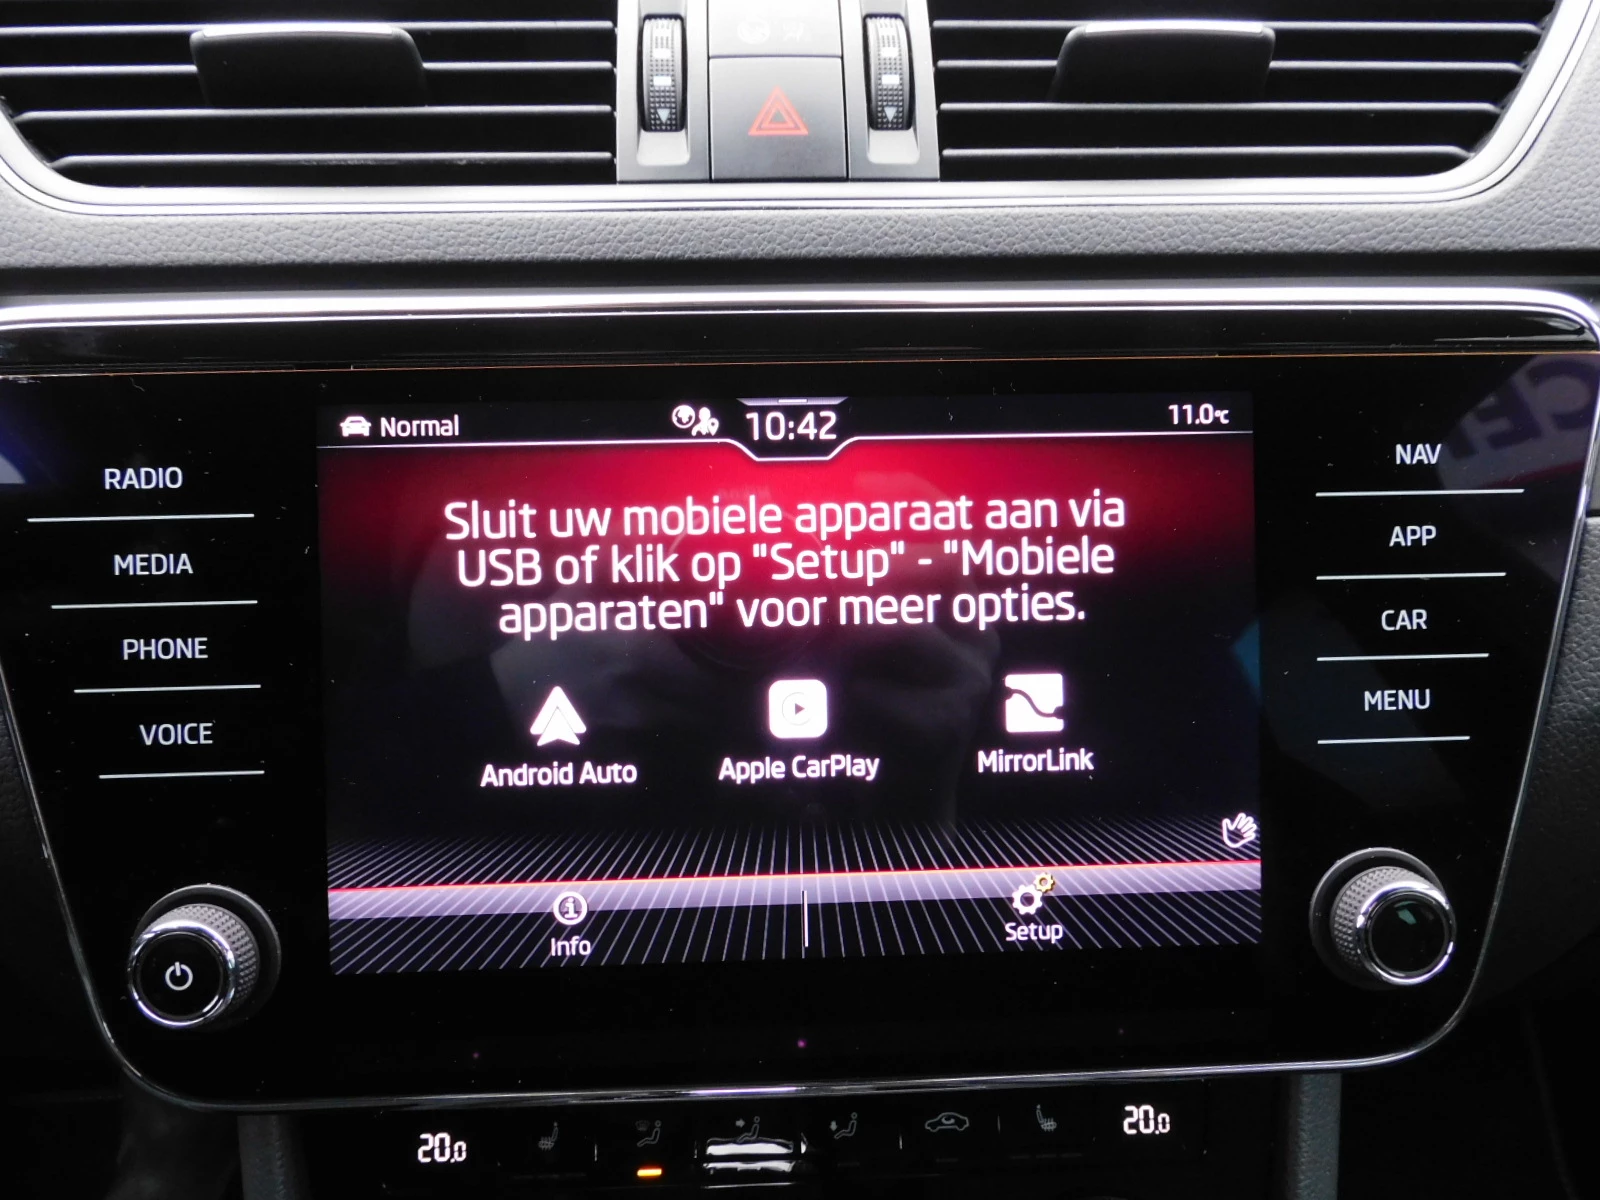 Normal
10:42
11.0°C
RADIO
MEDIA
PHONE
VOICE
NAV
APP
CAR
MENU
Sluit uw mobiele apparaat aan via
USB of klik op "Setup" - "Mobiele
apparaten" voor meer opties.
Android Auto
Apple CarPlay
MirrorLink
Info
Setup
20.0
20.0